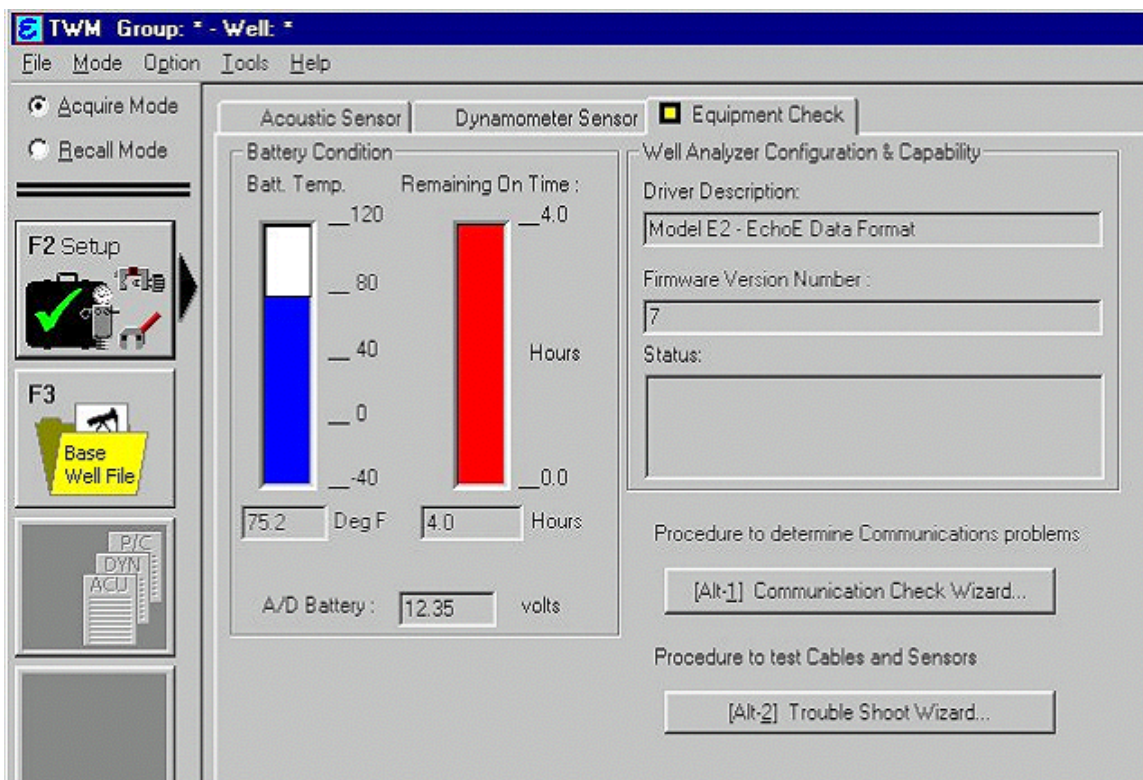 TWM Group: * - Well: *
File Mode Option Tools Help
Acquire Mode
Recall Mode
F2 Setup
F3
Base
Well File
P/C
DYN
ACU
Acoustic Sensor
Dynamometer Sensor
Equipment Check
Battery Condition
Batt. Temp.
Remaining On Time :
120
80
40
0
-40
4.0
Hours
0.0
75.2 Deg F
4.0 Hours
A/D Battery : 12.35 volts
Well Analyzer Configuration & Capability
Driver Description:
Model E2 - EchoE Data Format
Firmware Version Number :
7
Status:
Procedure to determine Communications problems
[Alt-1] Communication Check Wizard...
Procedure to test Cables and Sensors
[Alt-2] Trouble Shoot Wizard...